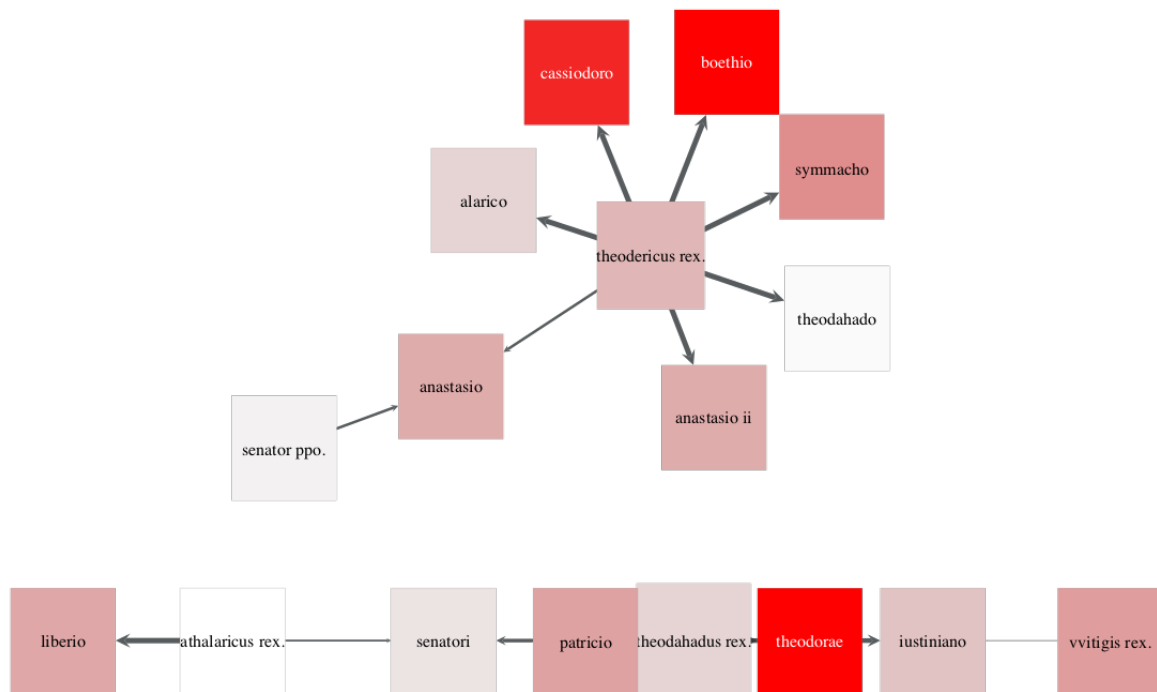 boethio
cassiodoro
symmacho
alarico
theodericus rex.
theodahado
anastasio
anastasio ii
senator ppo.
liberio
athalaricus rex.
senatori
patricio
theodahadus rex.
theodorae
iustiniano
vvitigis rex.